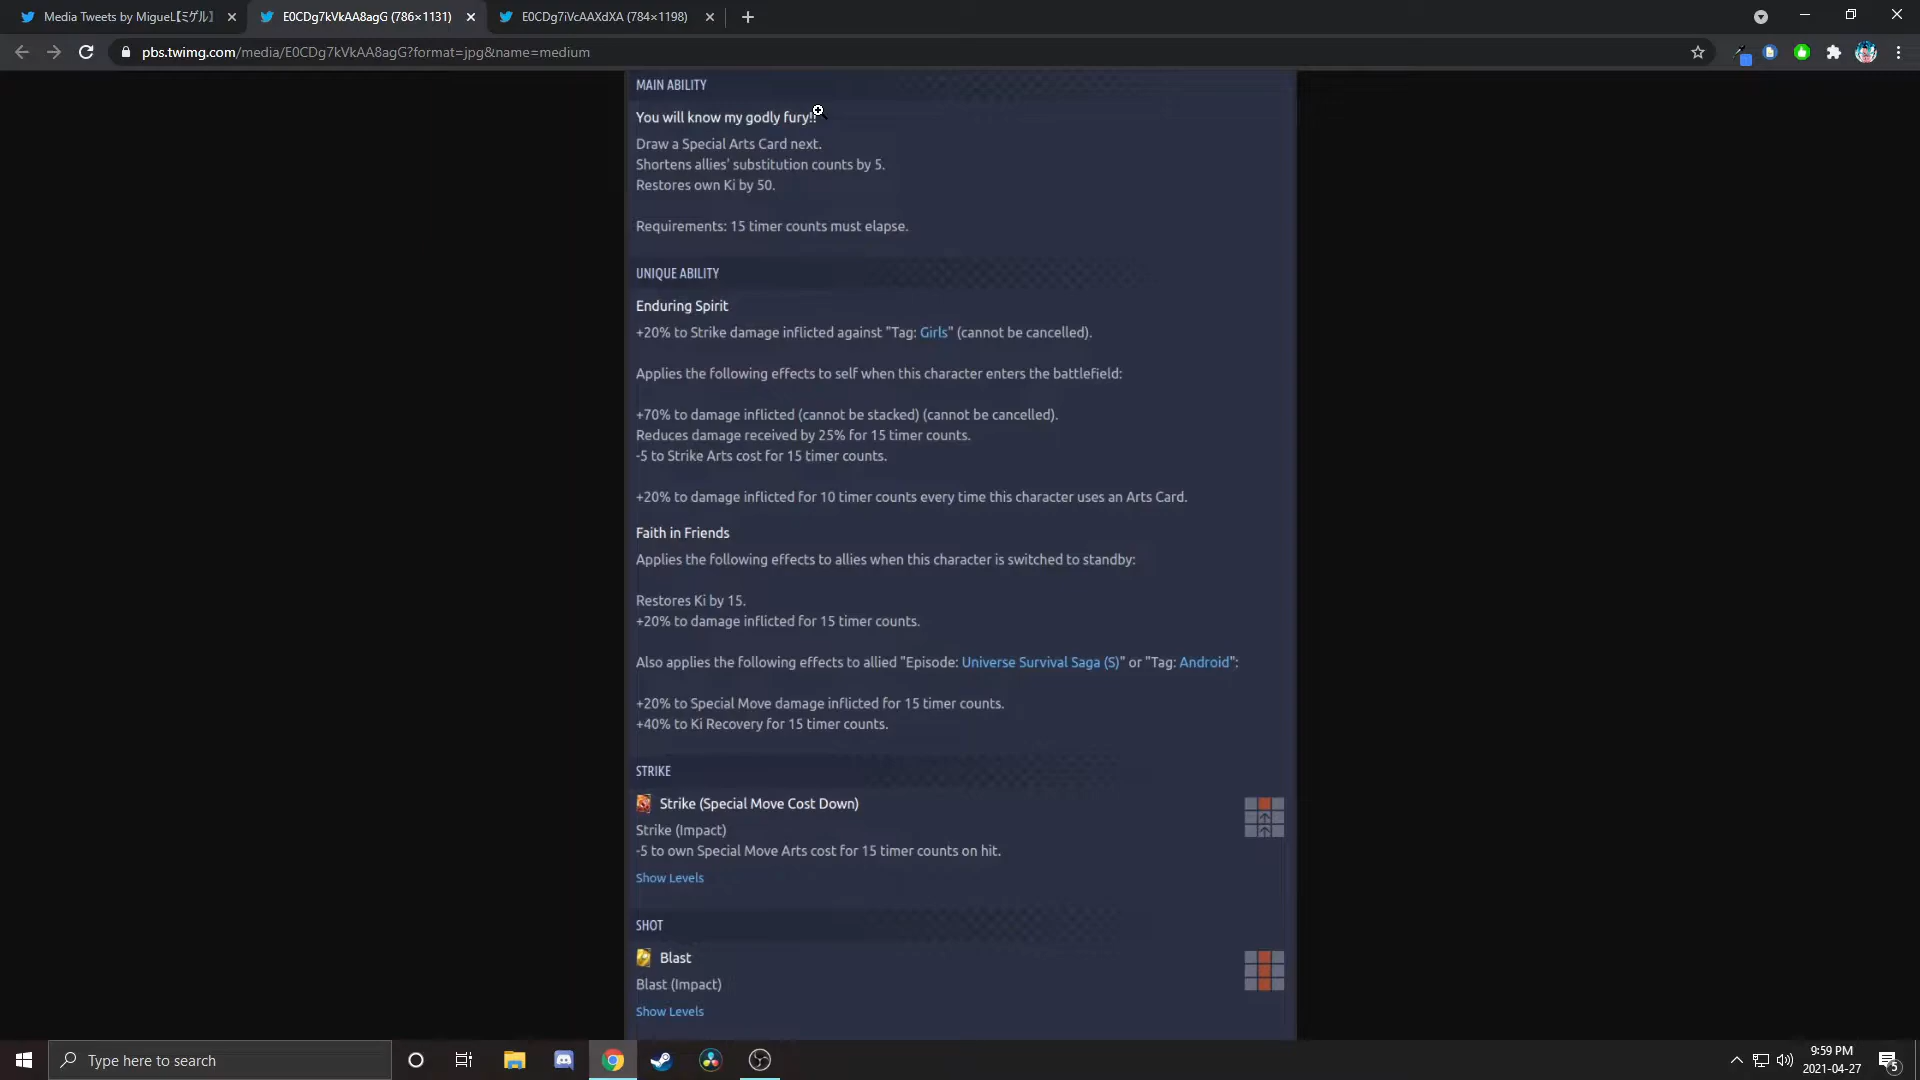 Media Tweets by MigueL【ミゲル】
E0CDg7kVkAA8agG (786×1131)
E0CDg7iVcAAXdXA (784×1198)
pbs.twimg.com/media/E0CDg7kVkAA8agG?format=jpg&name=medium
MAIN ABILITY
You will know my godly fury!!
Draw a Special Arts Card next.
Shortens allies' substitution counts by 5.
Restores own Ki by 50.
Requirements: 15 timer counts must elapse.
UNIQUE ABILITY
Enduring Spirit
+20% to Strike damage inflicted against "Tag: Girls" (cannot be cancelled).
Applies the following effects to self when this character enters the battlefield:
+70% to damage inflicted (cannot be stacked) (cannot be cancelled).
Reduces damage received by 25% for 15 timer counts.
-5 to Strike Arts cost for 15 timer counts.
+20% to damage inflicted for 10 timer counts every time this character uses an Arts Card.
Faith in Friends
Applies the following effects to allies when this character is switched to standby:
Restores Ki by 15.
+20% to damage inflicted for 15 timer counts.
Also applies the following effects to allied "Episode: Universe Survival Saga (S)" or "Tag: Android":
+20% to Special Move damage inflicted for 15 timer counts.
+40% to Ki Recovery for 15 timer counts.
STRIKE
Strike (Special Move Cost Down)
Strike (Impact)
-5 to own Special Move Arts cost for 15 timer counts on hit.
Show Levels
SHOT
Blast
Blast (Impact)
Show Levels
Type here to search
9:59 PM
2021-04-27
5